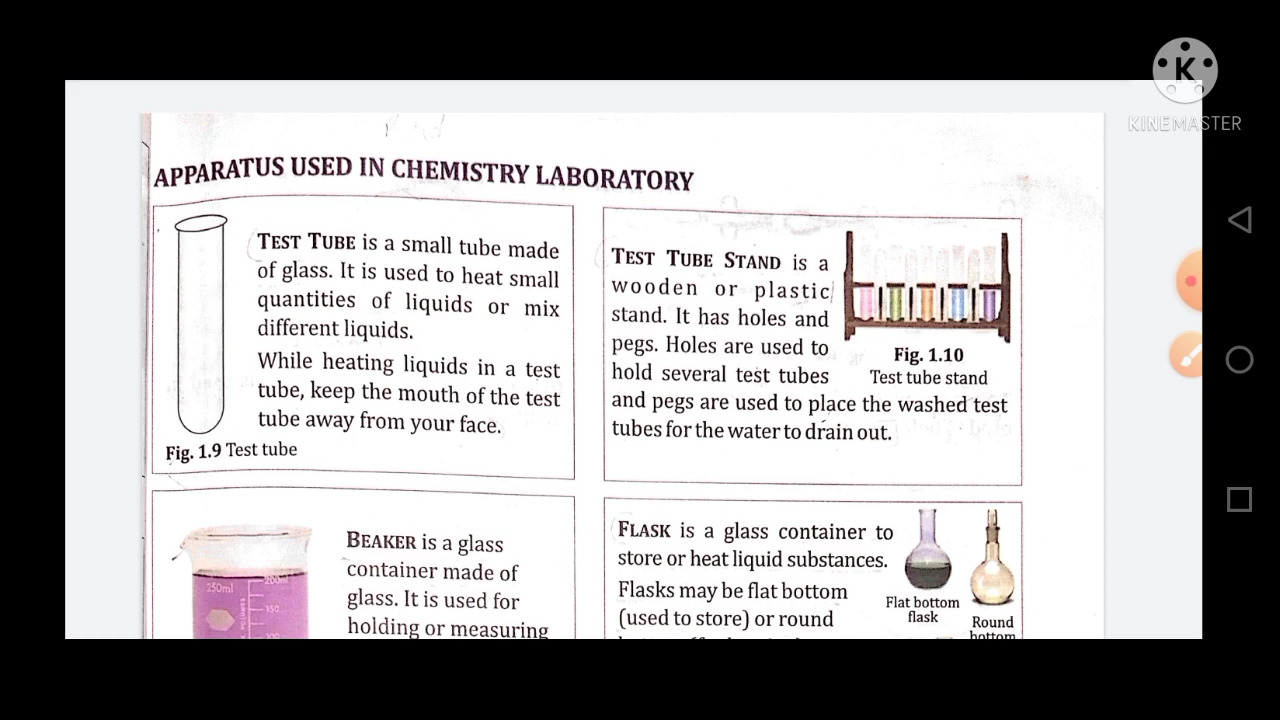 K
KINEMASTER
APPARATUS USED IN CHEMISTRY LABORATORY
TEST TUBE is a small tube made
of glass. It is used to heat small
quantities of liquids or mix
different liquids.
While heating liquids in a test
tube, keep the mouth of the test
tube away from your face.
Fig. 1.9 Test tube
TEST TUBE STAND is a
wooden or plastic
stand. It has holes and
pegs. Holes are used to
hold several test tubes
and pegs are used to place the washed test
tubes for the water to drain out.
Fig. 1.10
Test tube stand
BEAKER is a glass
container made of
glass. It is used for
holding or measuring
250ml
200ml
150
100
FLASK is a glass container to
store or heat liquid substances.
Flasks may be flat bottom
(used to store) or round
Flat bottom
flask
Round
bottom